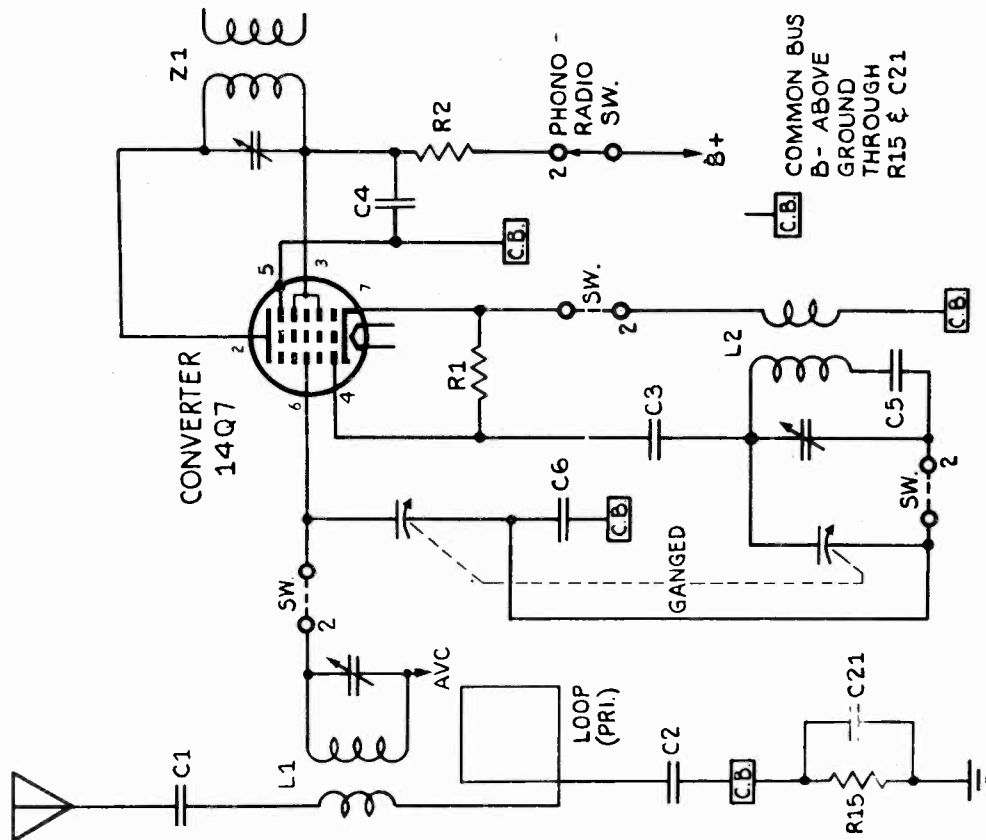 Z1
CONVERTER
14Q7
2
5
3
6
4
7
C4
R2
2
PHONO -
RADIO
SW.
B+
C.B.
COMMON BUS
B- ABOVE
GROUND
THROUGH
R15 & C21
C.B.
R1
SW.
2
L2
C.B.
C3
C5
SW.
2
C6
C.B.
GANGED
SW.
2
AVC
C1
L1
LOOP
(PRI.)
C2
C.B.
R15
C21